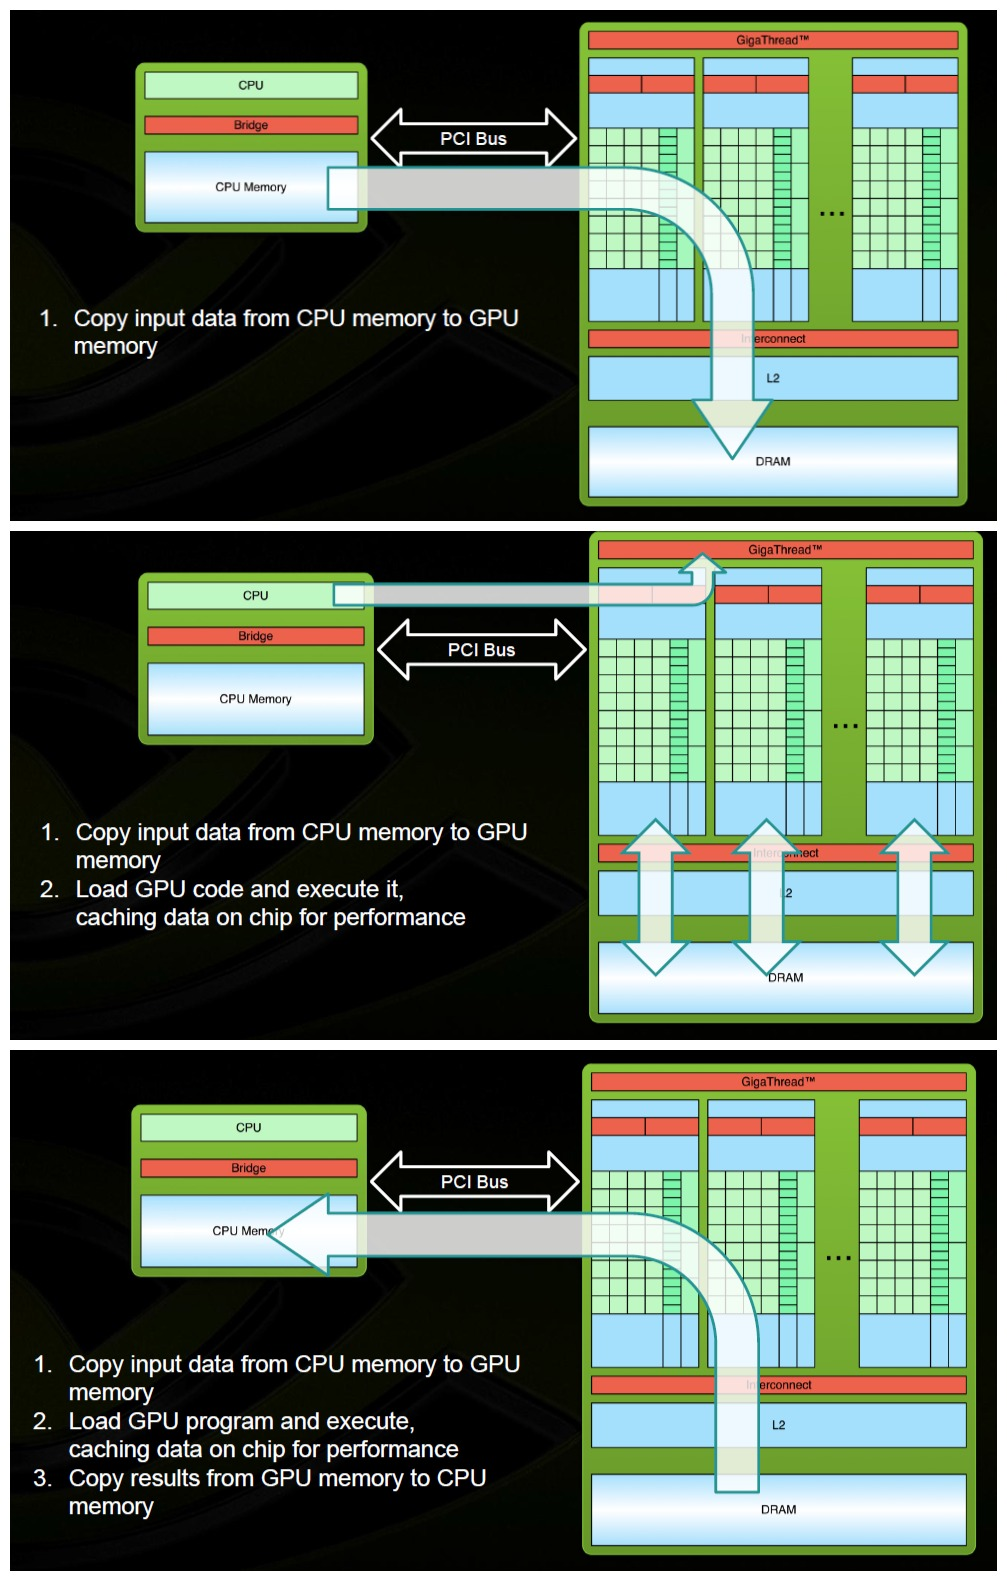 GigaThread™
CPU
Bridge
PCI Bus
CPU Memory
...
1. Copy input data from CPU memory to GPU
memory
Interconnect
L2
DRAM
GigaThread™
CPU
Bridge
PCI Bus
CPU Memory
...
1. Copy input data from CPU memory to GPU
memory
2. Load GPU code and execute it,
caching data on chip for performance
Interconnect
L2
DRAM
GigaThread™
CPU
Bridge
PCI Bus
CPU Memory
...
1. Copy input data from CPU memory to GPU
memory
2. Load GPU program and execute,
caching data on chip for performance
3. Copy results from GPU memory to CPU
memory
Interconnect
L2
DRAM